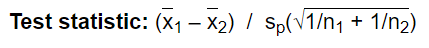 Test statistic: (x̅1 – x̅2) / sp(√1/n1 + 1/n2)